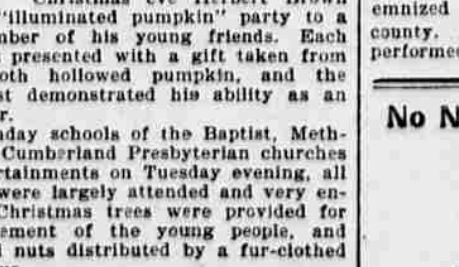 Christmas eve Herbert Brown
"illuminated pumpkin" party to a
mber of his young friends. Each
presented with a gift taken from
oth hollowed pumpkin, and the
st demonstrated his ability as an
r.
day schools of the Baptist, Meth-
Cumberland Presbyterian churches
rtainments on Tuesday evening, all
were largely attended and very en-
Christmas trees were provided for
ement of the young people, and
nuts distributed by a fur-clothed
emnized
county.
performed
No N